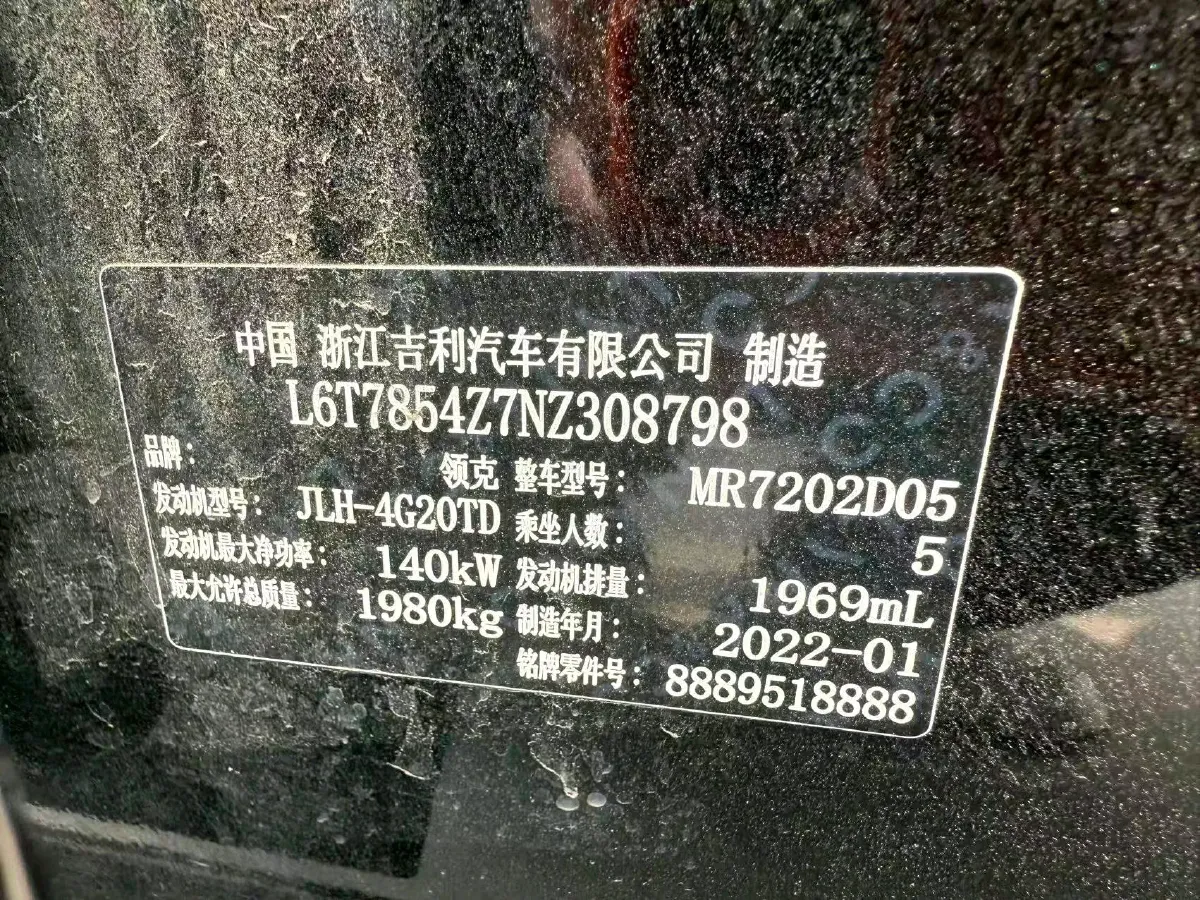 中国 浙江吉利汽车有限公司 制造
L6T7854Z7NZ308798
品牌： 领克 整车型号： MR7202D05
发动机型号： JLH-4G20TD 乘坐人数： 5
发动机最大净功率： 140kW 发动机排量： 1969mL
最大允许总质量： 1980kg 制造年月： 2022-01
铭牌零件号： 8889518888